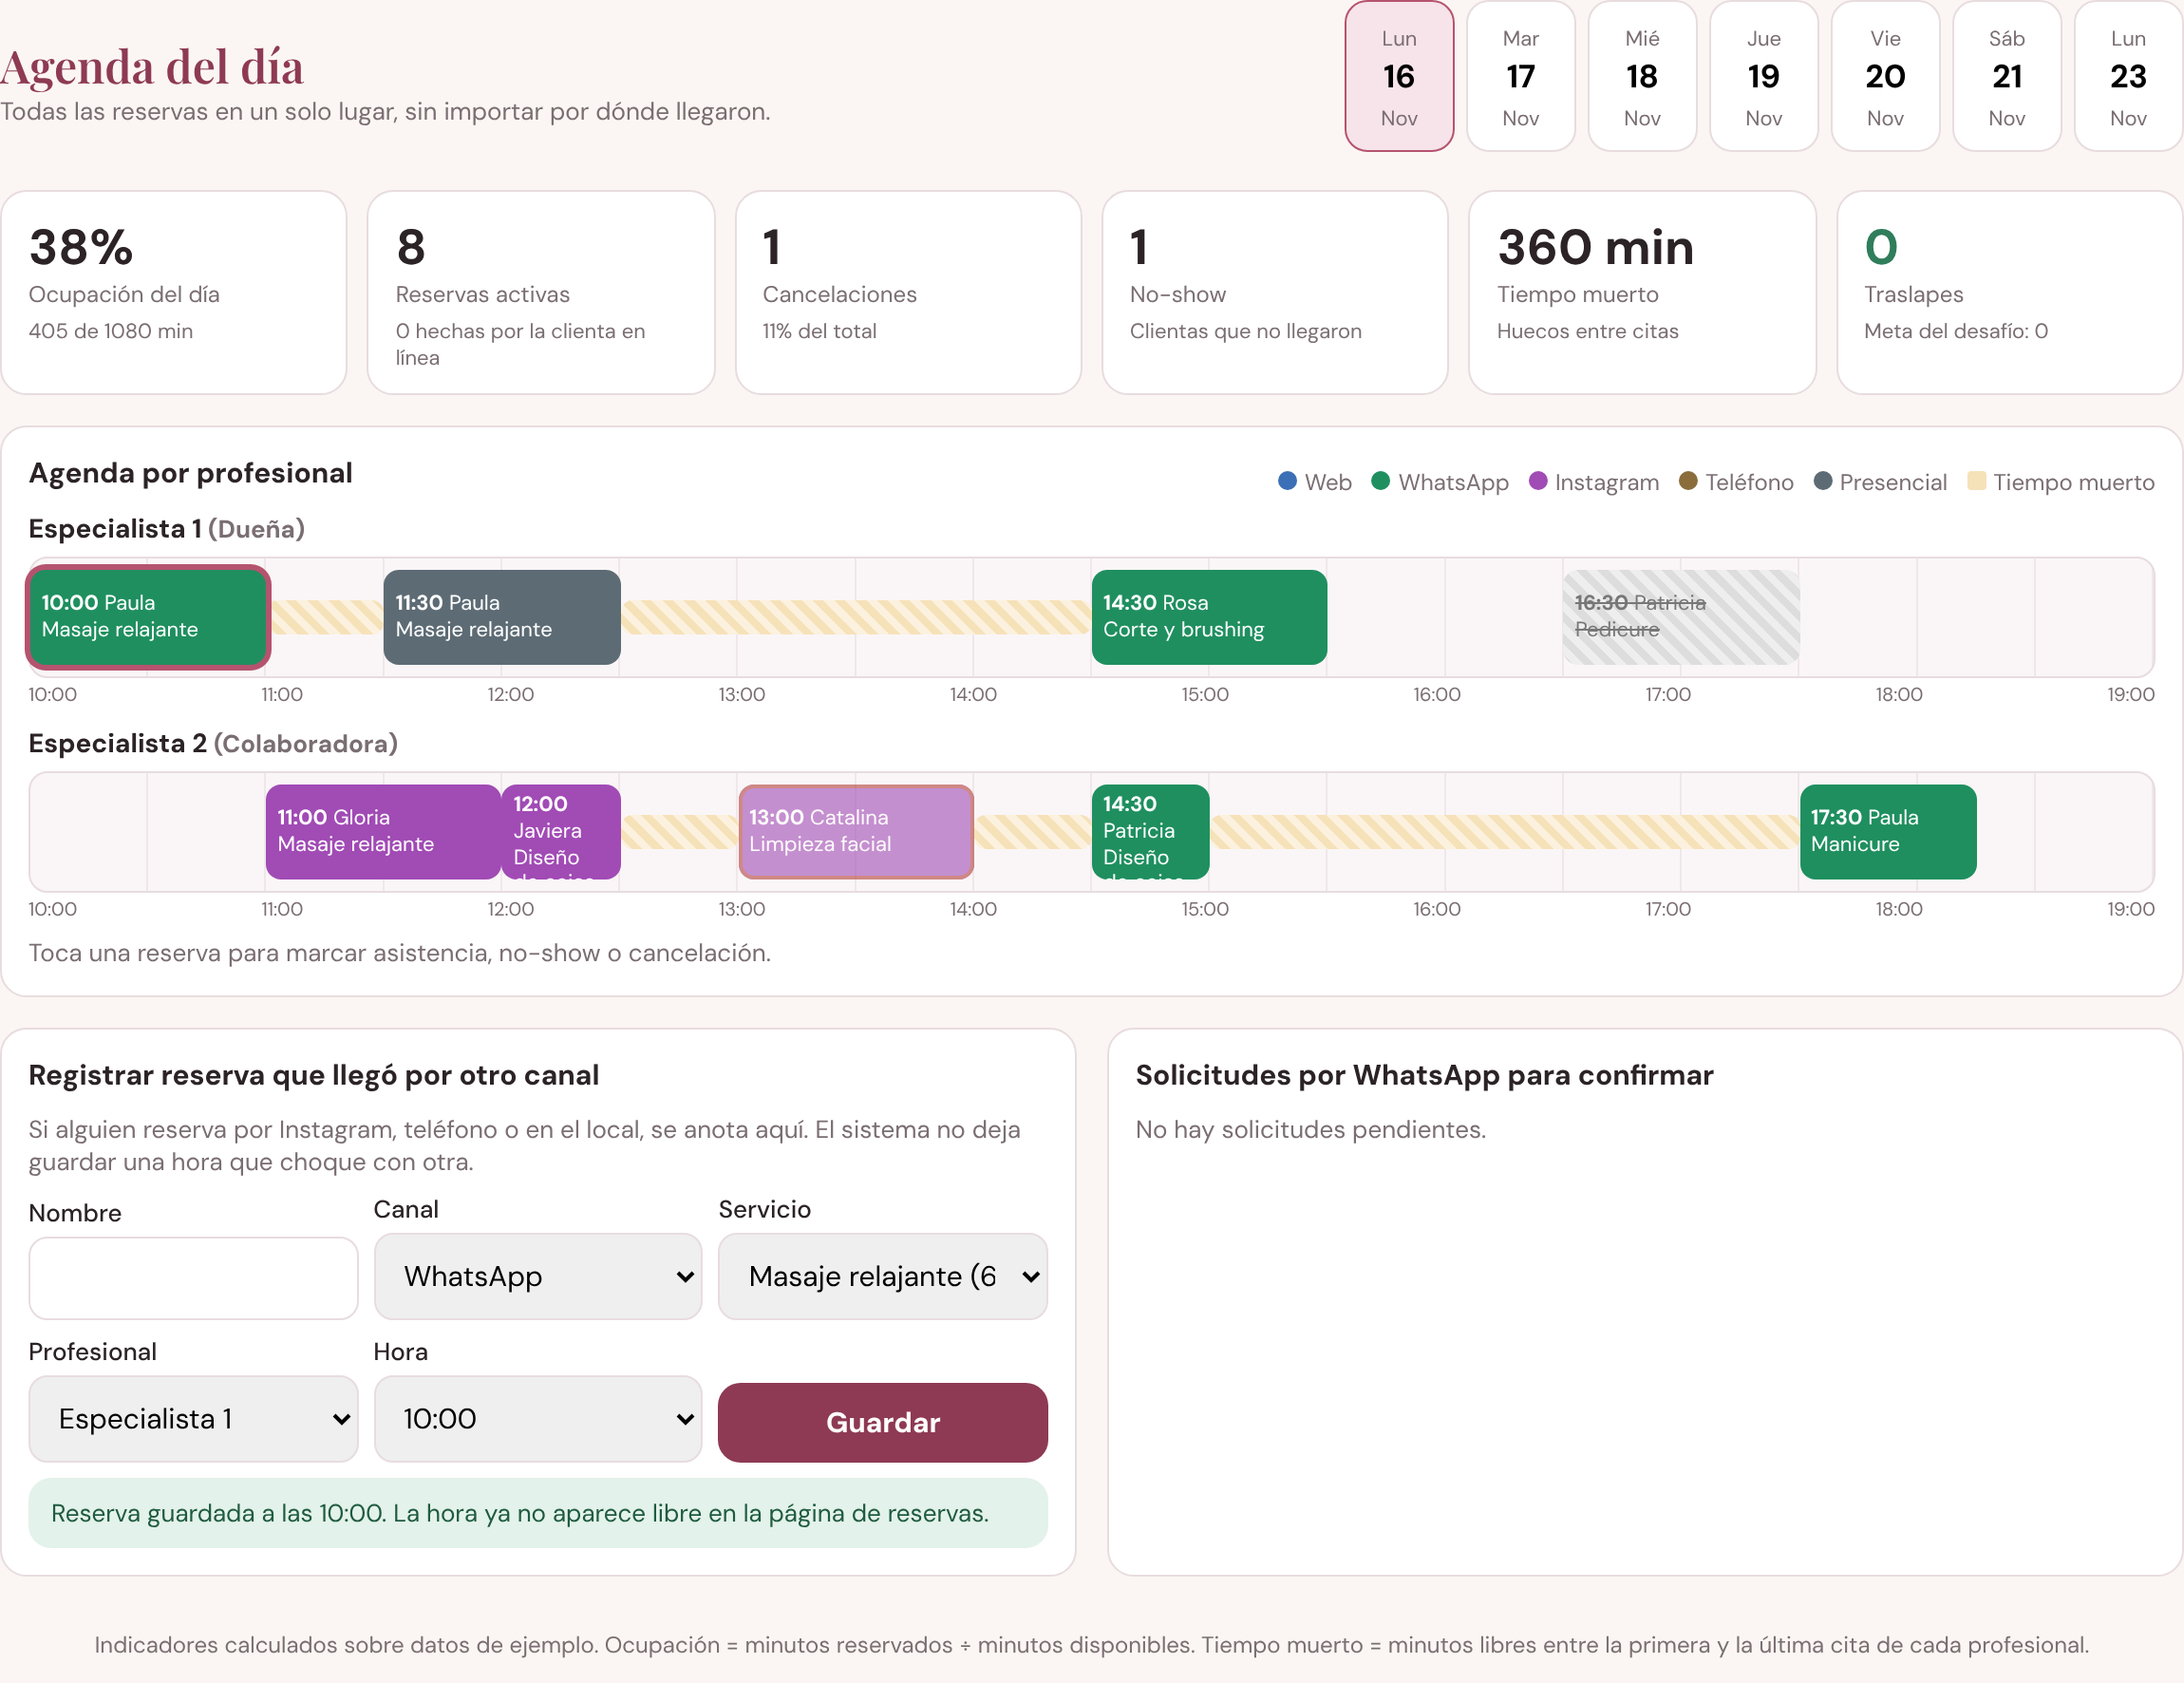 Agenda del día
Todas las reservas en un solo lugar, sin importar por dónde llegaron.
Lun
16
Nov
Mar
17
Nov
Mié
18
Nov
Jue
19
Nov
Vie
20
Nov
Sáb
21
Nov
Lun
23
Nov
38%
Ocupación del día
405 de 1080 min
8
Reservas activas
0 hechas por la clienta en
línea
1
Cancelaciones
11% del total
1
No-show
Clientas que no llegaron
360 min
Tiempo muerto
Huecos entre citas
0
Traslapes
Meta del desafío: 0
Agenda por profesional
Web WhatsApp Instagram Teléfono Presencial Tiempo muerto
Especialista 1 (Dueña)
10:00 Paula
Masaje relajante
11:30 Paula
Masaje relajante
14:30 Rosa
Corte y brushing
16:30 Patricia
Pedicure
10:00 11:00 12:00 13:00 14:00 15:00 16:00 17:00 18:00 19:00
Especialista 2 (Colaboradora)
11:00 Gloria
Masaje relajante
12:00
Javiera
Diseño
13:00 Catalina
Limpieza facial
14:30
Patricia
Diseño
17:30 Paula
Manicure
10:00 11:00 12:00 13:00 14:00 15:00 16:00 17:00 18:00 19:00
Toca una reserva para marcar asistencia, no-show o cancelación.
Registrar reserva que llegó por otro canal
Si alguien reserva por Instagram, teléfono o en el local, se anota aquí. El sistema no deja
guardar una hora que choque con otra.
Nombre
Canal
WhatsApp
Servicio
Masaje relajante (6
Profesional
Especialista 1
Hora
10:00
Guardar
Reserva guardada a las 10:00. La hora ya no aparece libre en la página de reservas.
Solicitudes por WhatsApp para confirmar
No hay solicitudes pendientes.
Indicadores calculados sobre datos de ejemplo. Ocupación = minutos reservados ÷ minutos disponibles. Tiempo muerto = minutos libres entre la primera y la última cita de cada profesional.